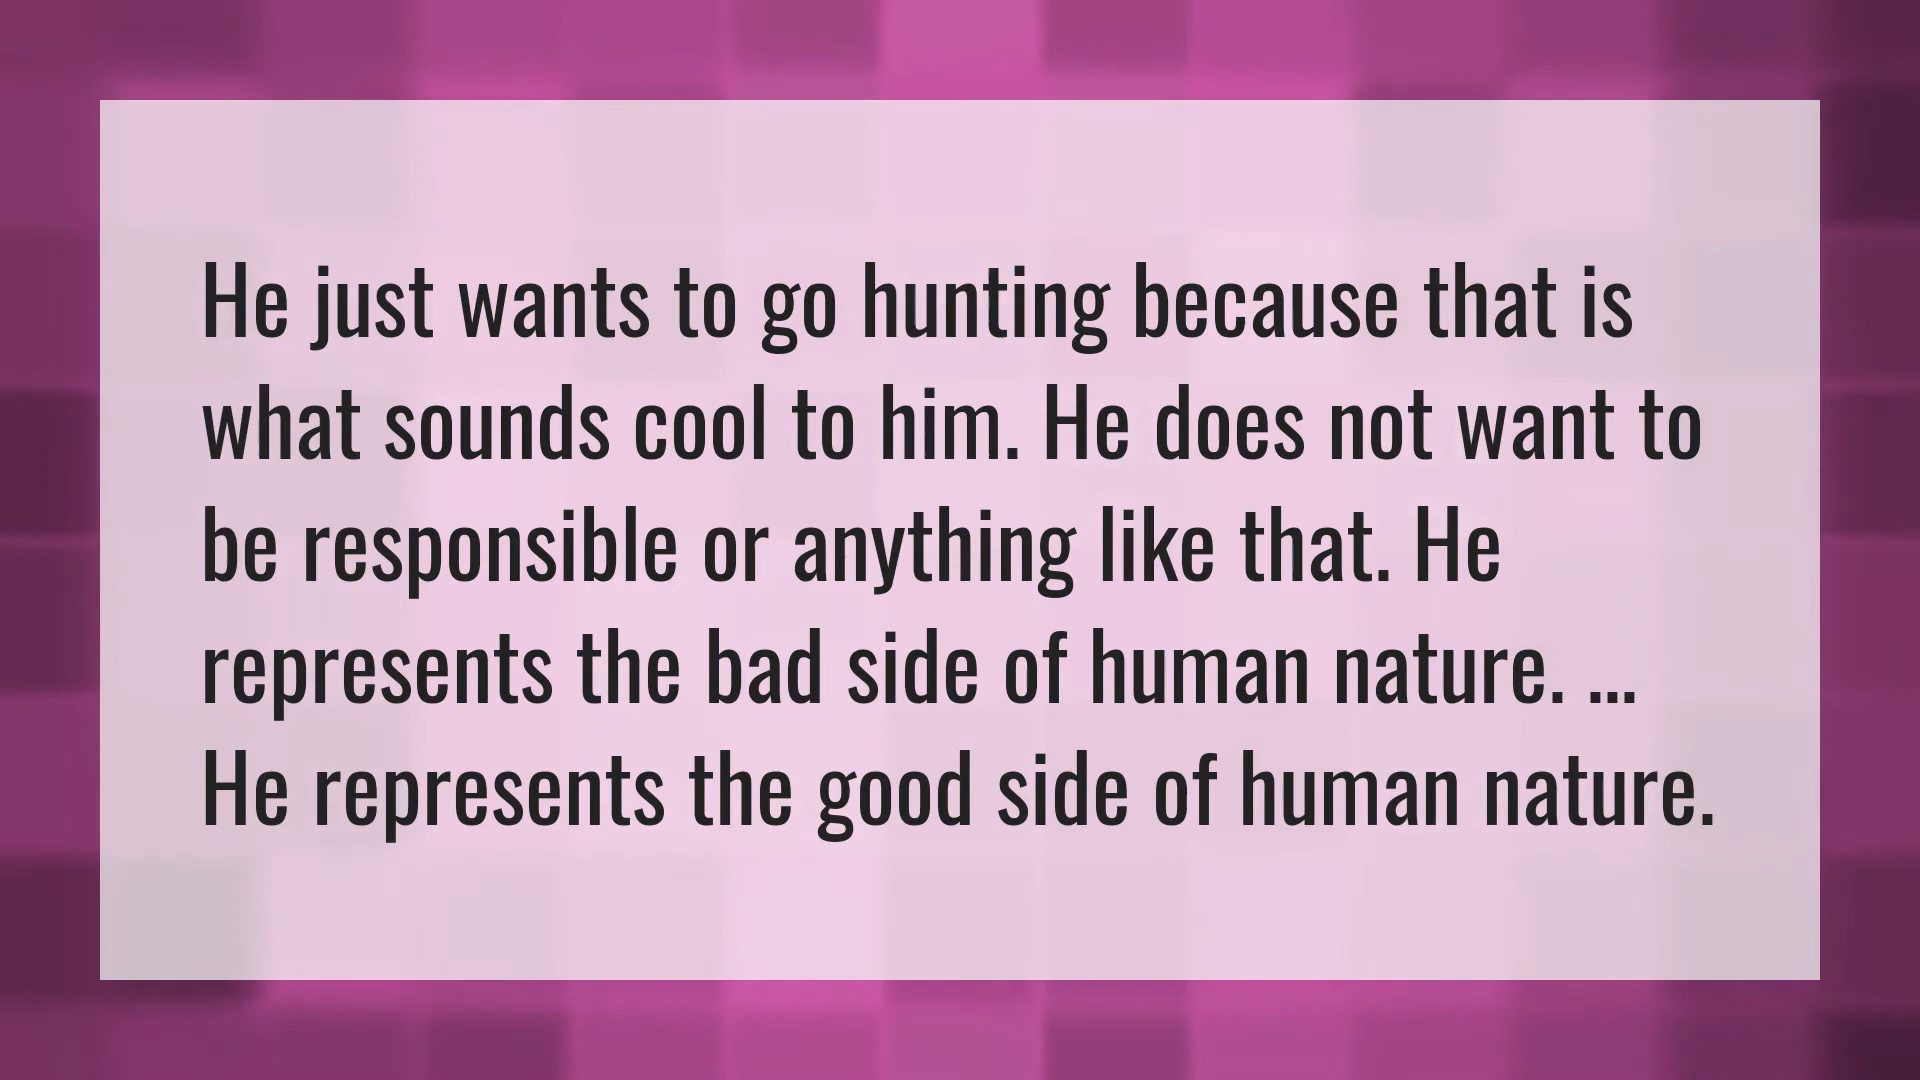 He just wants to go hunting because that is
what sounds cool to him. He does not want to
be responsible or anything like that. He
represents the bad side of human nature. ...
He represents the good side of human nature.